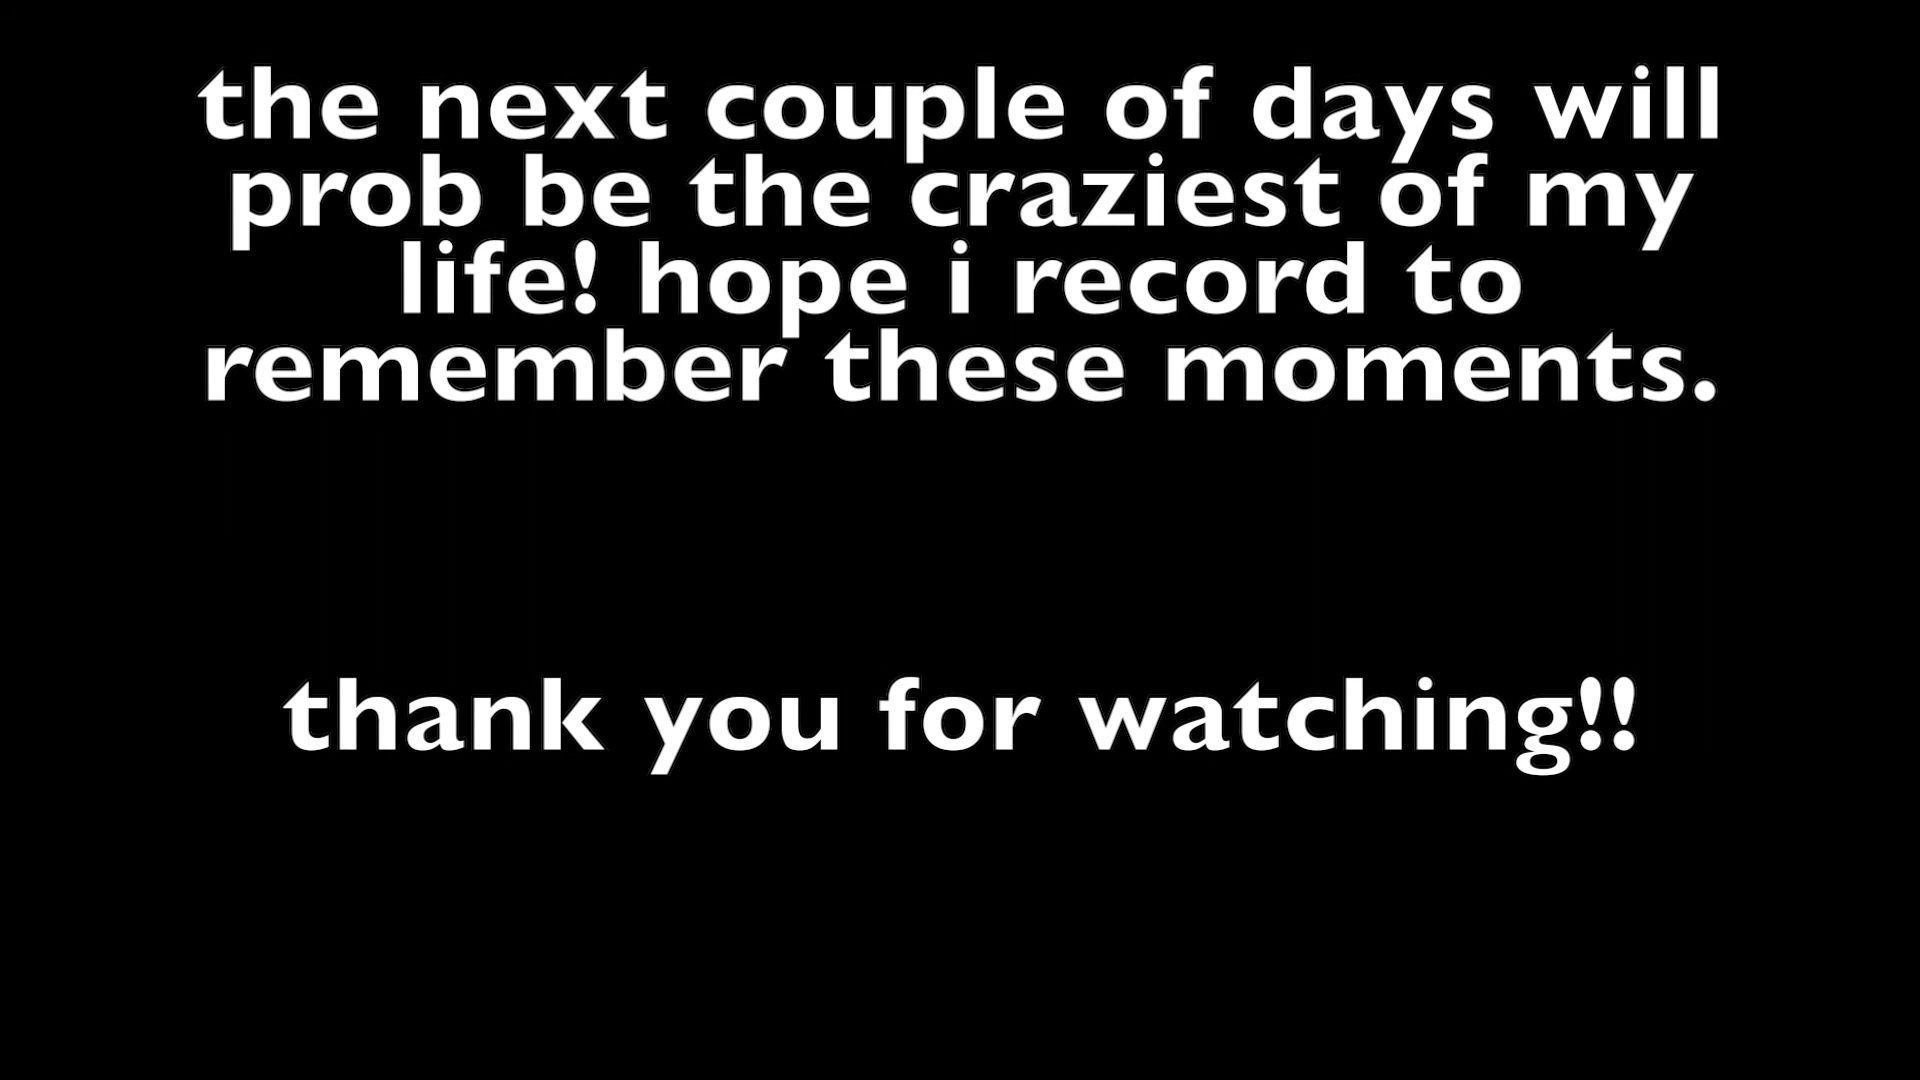 the next couple of days will
prob be the craziest of my
life! hope i record to
remember these moments.
thank you for watching!!